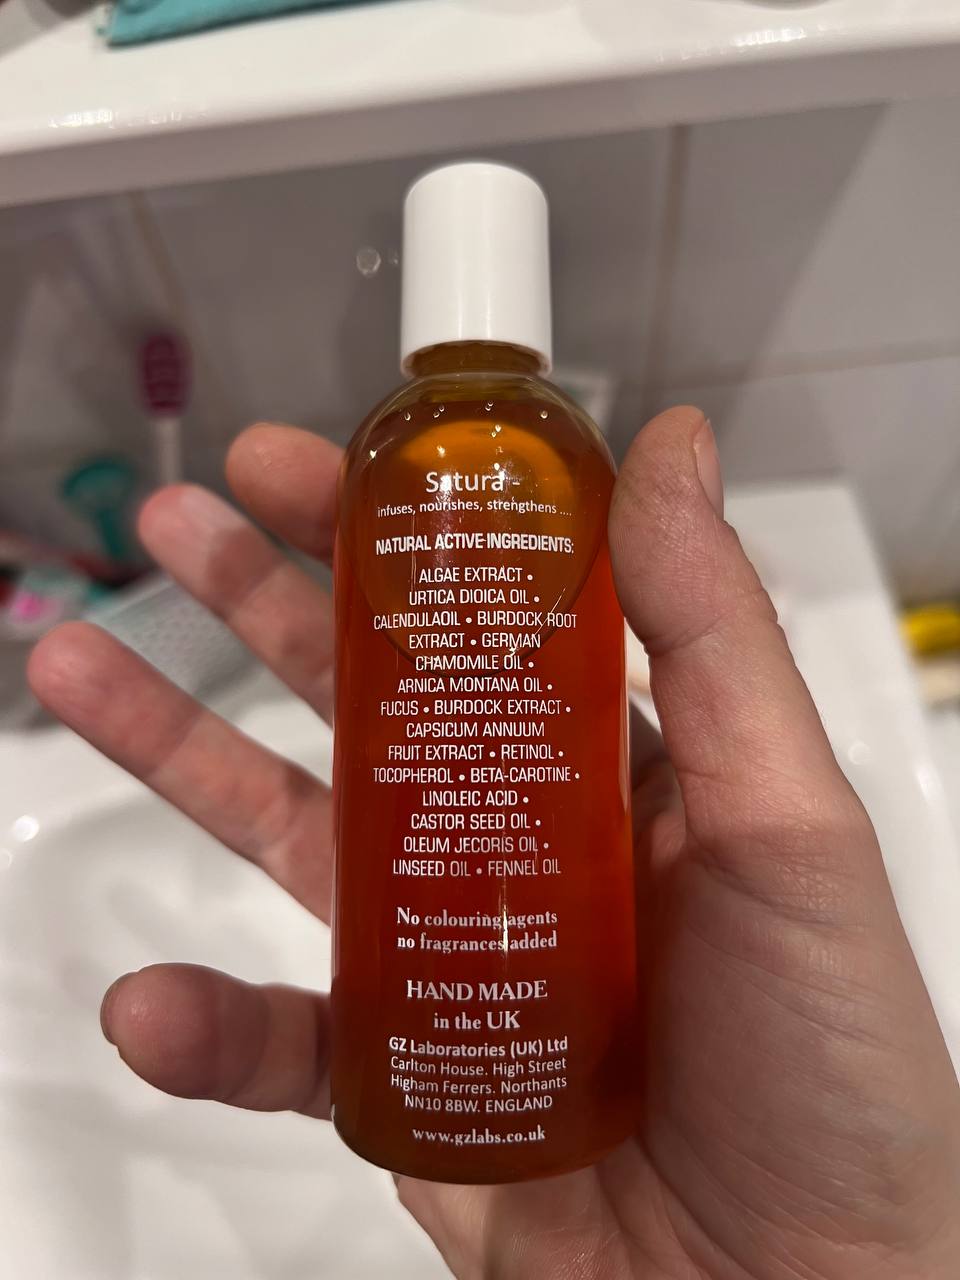 Satura -
infuses, nourishes, strengthens ....
NATURAL ACTIVE INGREDIENTS:
ALGAE EXTRACT •
URTICA DIOICA OIL •
CALENDULAOIL • BURDOCK ROOT
EXTRACT • GERMAN
CHAMOMILE OIL •
ARNICA MONTANA OIL •
FUCUS • BURDOCK EXTRACT •
CAPSICUM ANNUUM
FRUIT EXTRACT • RETINOL •
TOCOPHEROL • BETA-CAROTINE •
LINOLEIC ACID •
CASTOR SEED OIL •
OLEUM JECORIS OIL •
LINSEED OIL • FENNEL OIL
No colouring agents
no fragrances added
HAND MADE
in the UK
GZ Laboratories (UK) Ltd
Carlton House. High Street
Higham Ferrers. Northants
NN10 8BW. ENGLAND
www.gzlabs.co.uk